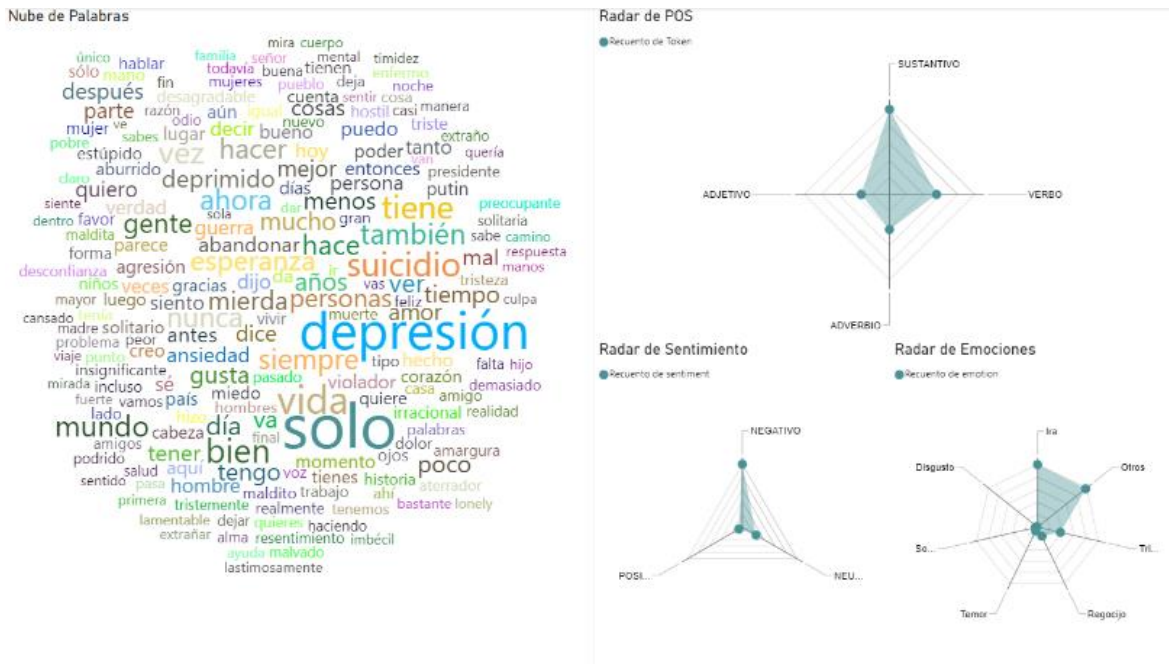 Nube de Palabras
mira cuerpo
único hablar familia señor mental timidez
sólo mano fin todavía buena tienen enfermo
después desagradable mujeres pueblo deja noche
parte razón odio aún igual cuenta sentir cosa
mujer ve sabes decir nuevo cosas hostil casi manera
pobre lugar bueno puedo triste extraño
estúpido vez hacer hoy poder tanto van quería
claro aburrido deprimido mejor entonces presidente
siente quiero días persona putin preocupante
dentro favor verdad ahora sola dar menos tiene solitaria
maldita gente guerra mucho gran también sabe camino
forma parece abandonar hace mal respuesta
desconfianza agresión esperanza ir suicidio manos
niños veces gracias dijo da años vas ver tristeza
mayor luego siento mierda personas feliz tiempo culpa
cansado tenía nunca vivir muerte amor
madre solitario antes dice depresión
problema peor
viaje punto creo ansiedad siempre tipo hecho falta hijo
insignificante gusta pasado corazón
mirada incluso sé violador casa demasiado
fuerte vamos país miedo vida quiere amigo
lado hizo hombres solo irracional realidad
mundo cabeza día va palabras
amigos final dolor amargura
podrido tener bien momento ojos
salud aquí tengo voz tienes historia poco
sentido pasa hombre maldito trabajo ahí aterrador
primera tristemente realmente tenemos bastante lonely
lamentable dejar quieres haciendo
extrañar alma resentimiento imbécil
ayuda malvado
lastimosamente
Radar de POS
Recuento de Token
SUSTANTIVO
ADJETIVO
VERBO
ADVERBIO
Radar de Sentimiento
Recuento de sentiment
NEGATIVO
POSI...
NEU...
Radar de Emociones
Recuento de emotion
Ira
Disgusto
Otros
So...
Tri...
Temor
Regocijo